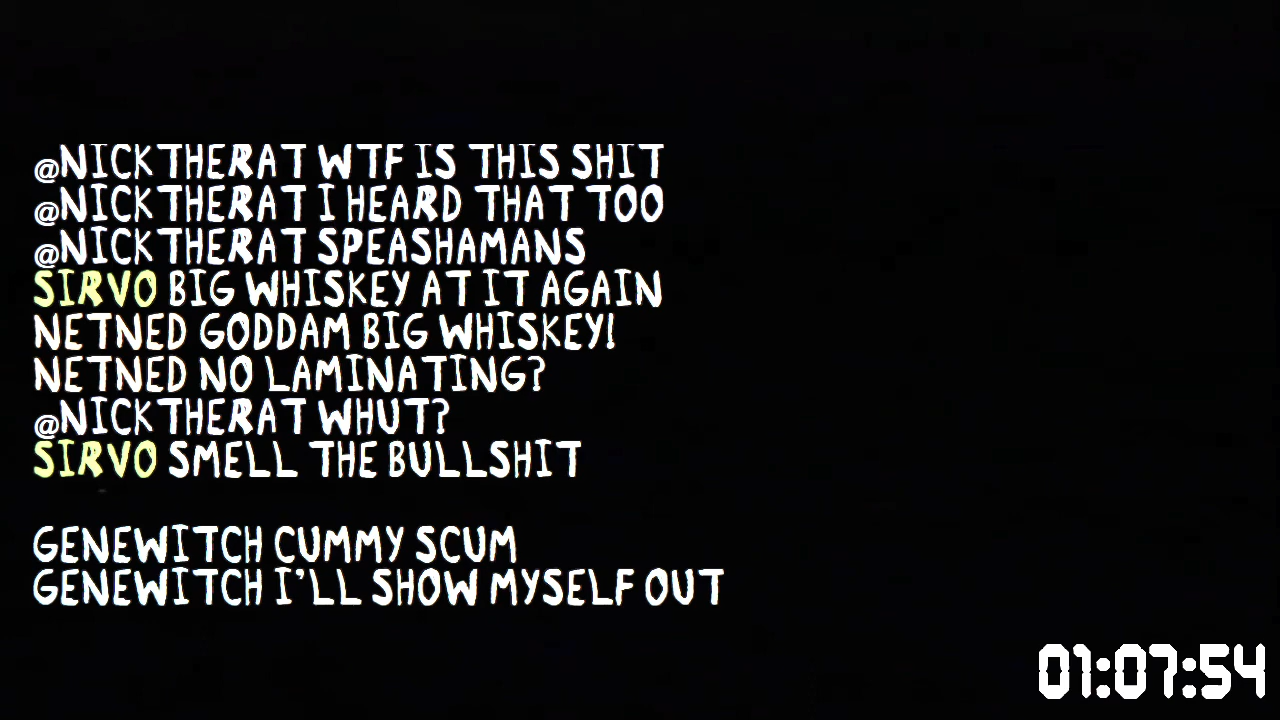 @NICKTHERAT WTF IS THIS SHIT
@NICKTHERAT I HEARD THAT TOO
@NICKTHERAT SPEASHAMANS
SIRVO BIG WHISKEY AT IT AGAIN
NETNED GODDAM BIG WHISKEY!
NETNED NO LAMINATING?
@NICKTHERAT WHUT?
SIRVO SMELL THE BULLSHIT
GENEWITCH CUMMY SCUM
GENEWITCH I'LL SHOW MYSELF OUT
01:07:54